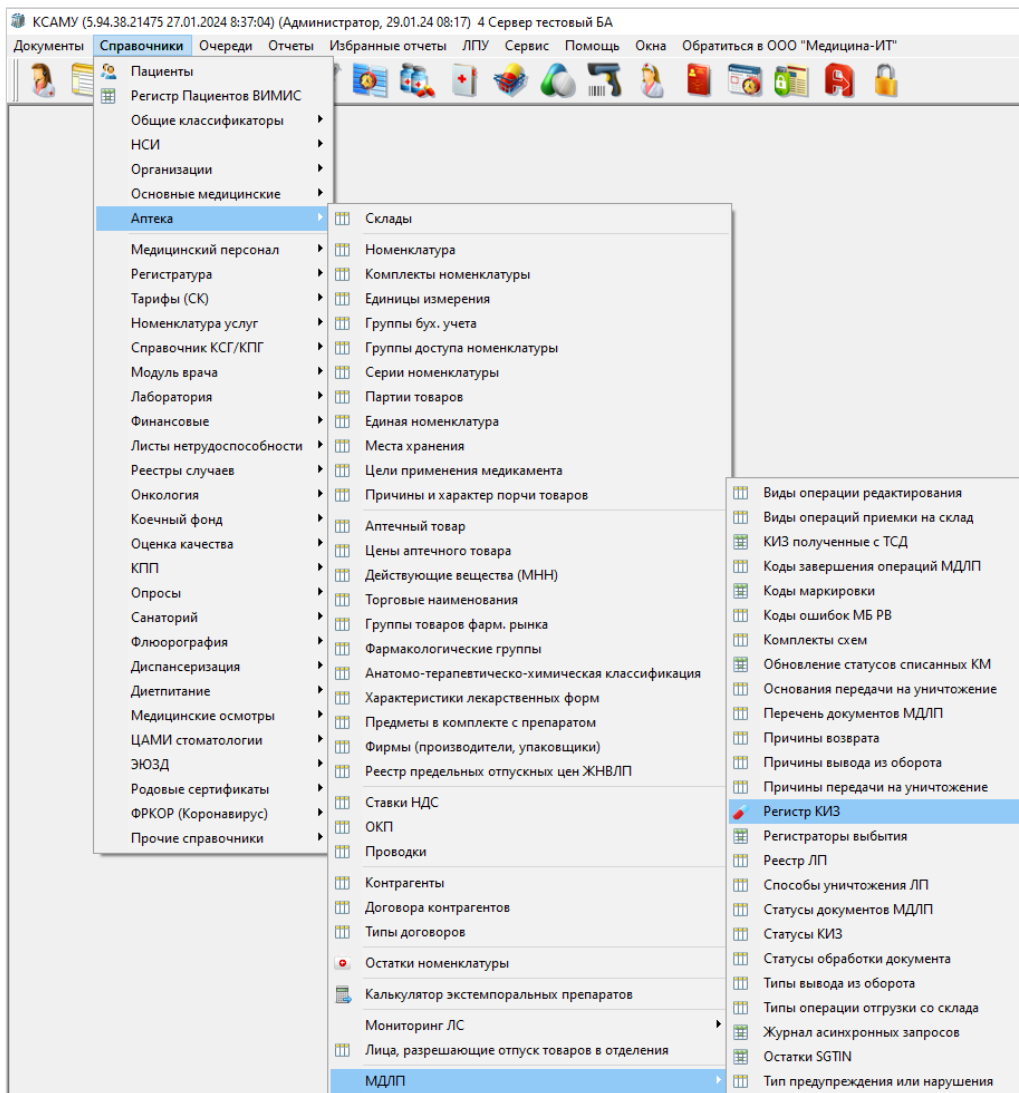 КСАМУ (5.94.38.21475 27.01.2024 8:37:04) (Администратор, 29.01.24 08:17) 4 Сервер тестовый БА
Документы Справочники Очереди Отчеты Избранные отчеты ЛПУ Сервис Помощь Окна Обратиться в ООО "Медицина-ИТ"
Пациенты
Регистр Пациентов ВИМИС
Общие классификаторы
НСИ
Организации
Основные медицинские
Аптека
Медицинский персонал
Регистратура
Тарифы (СК)
Номенклатура услуг
Справочник КСГ/КПГ
Модуль врача
Лаборатория
Финансовые
Листы нетрудоспособности
Реестры случаев
Онкология
Коечный фонд
Оценка качества
КПП
Опросы
Санаторий
Флюорография
Диспансеризация
Диетпитание
Медицинские осмотры
ЦАМИ стоматологии
ЭЮЗД
Родовые сертификаты
ФРКОР (Коронавирус)
Прочие справочники
Склады
Номенклатура
Комплекты номенклатуры
Единицы измерения
Группы бух. учета
Группы доступа номенклатуры
Серии номенклатуры
Партии товаров
Единая номенклатура
Места хранения
Цели применения медикамента
Причины и характер порчи товаров
Аптечный товар
Цены аптечного товара
Действующие вещества (МНН)
Торговые наименования
Группы товаров фарм. рынка
Фармакологические группы
Анатомо-терапевтическо-химическая классификация
Характеристики лекарственных форм
Предметы в комплекте с препаратом
Фирмы (производители, упаковщики)
Реестр предельных отпускных цен ЖНВЛП
Ставки НДС
ОКП
Проводки
Контрагенты
Договора контрагентов
Типы договоров
Остатки номенклатуры
Калькулятор экстемпоральных препаратов
Мониторинг ЛС
Лица, разрешающие отпуск товаров в отделения
МДЛП
Виды операции редактирования
Виды операций приемки на склад
КИЗ полученные с ТСД
Коды завершения операций МДЛП
Коды маркировки
Коды ошибок МБ РВ
Комплекты схем
Обновление статусов списанных КМ
Основания передачи на уничтожение
Перечень документов МДЛП
Причины возврата
Причины вывода из оборота
Причины передачи на уничтожение
Регистр КИЗ
Регистраторы выбытия
Реестр ЛП
Способы уничтожения ЛП
Статусы документов МДЛП
Статусы КИЗ
Статусы обработки документа
Типы вывода из оборота
Типы операции отгрузки со склада
Журнал асинхронных запросов
Остатки SGTIN
Тип предупреждения или нарушения